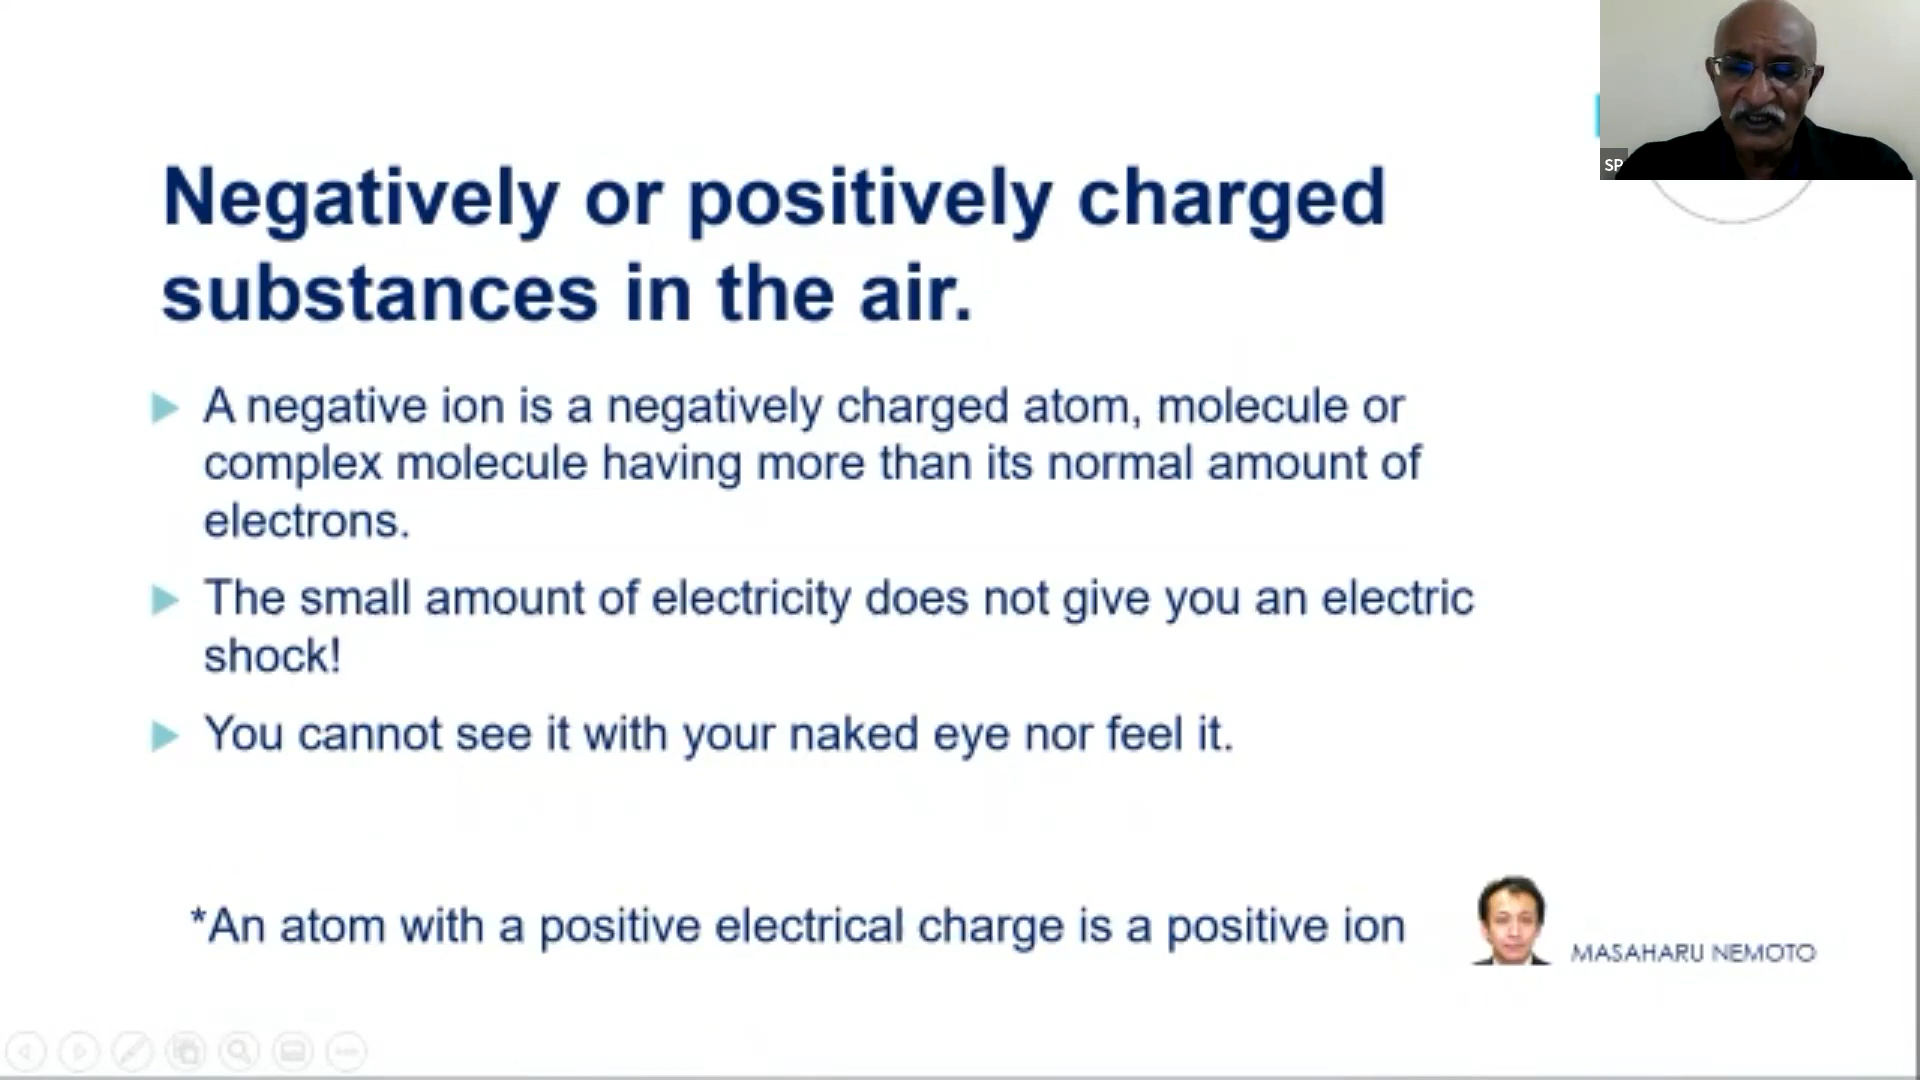 SP
Negatively or positively charged
substances in the air.
A negative ion is a negatively charged atom, molecule or
complex molecule having more than its normal amount of
electrons.
The small amount of electricity does not give you an electric
shock!
You cannot see it with your naked eye nor feel it.
*An atom with a positive electrical charge is a positive ion
MASAHARU NEMOTO